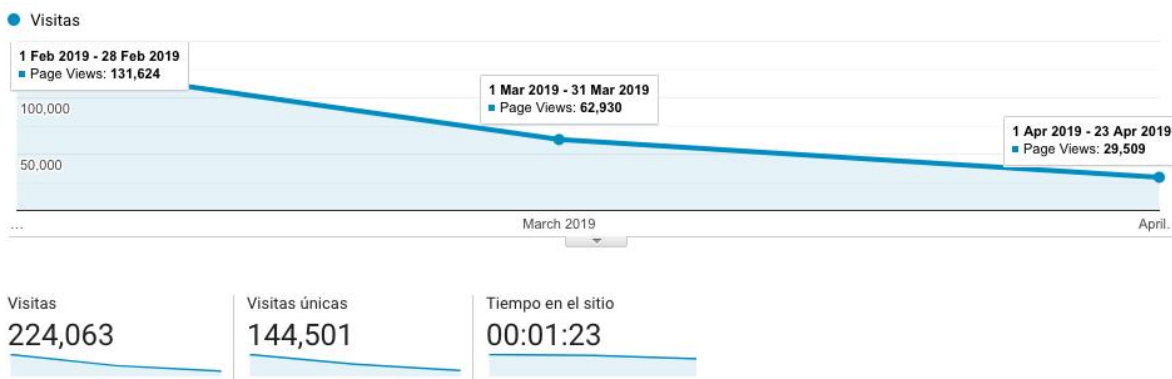 Visitas
1 Feb 2019 - 28 Feb 2019
Page Views: 131,624
1 Mar 2019 - 31 Mar 2019
Page Views: 62,930
1 Apr 2019 - 23 Apr 2019
Page Views: 29,509
100,000
50,000
...
March 2019
April.
Visitas
224,063
Visitas únicas
144,501
Tiempo en el sitio
00:01:23